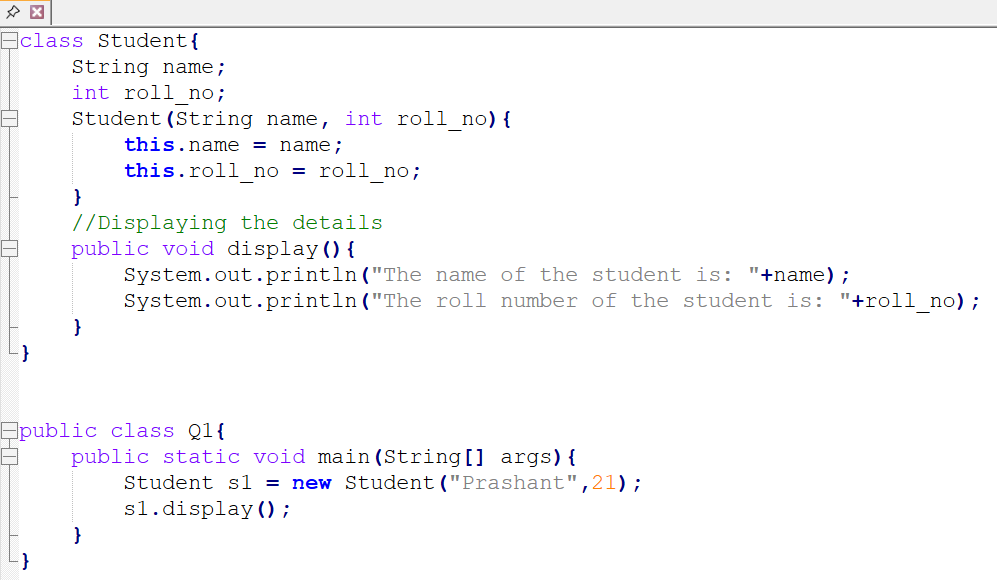 class Student{
    String name;
    int roll_no;
    Student(String name, int roll_no){
        this.name = name;
        this.roll_no = roll_no;
    }
    //Displaying the details
    public void display(){
        System.out.println("The name of the student is: "+name);
        System.out.println("The roll number of the student is: "+roll_no);
    }
}
public class Q1{
    public static void main(String[] args){
        Student s1 = new Student("Prashant",21);
        s1.display();
    }
}